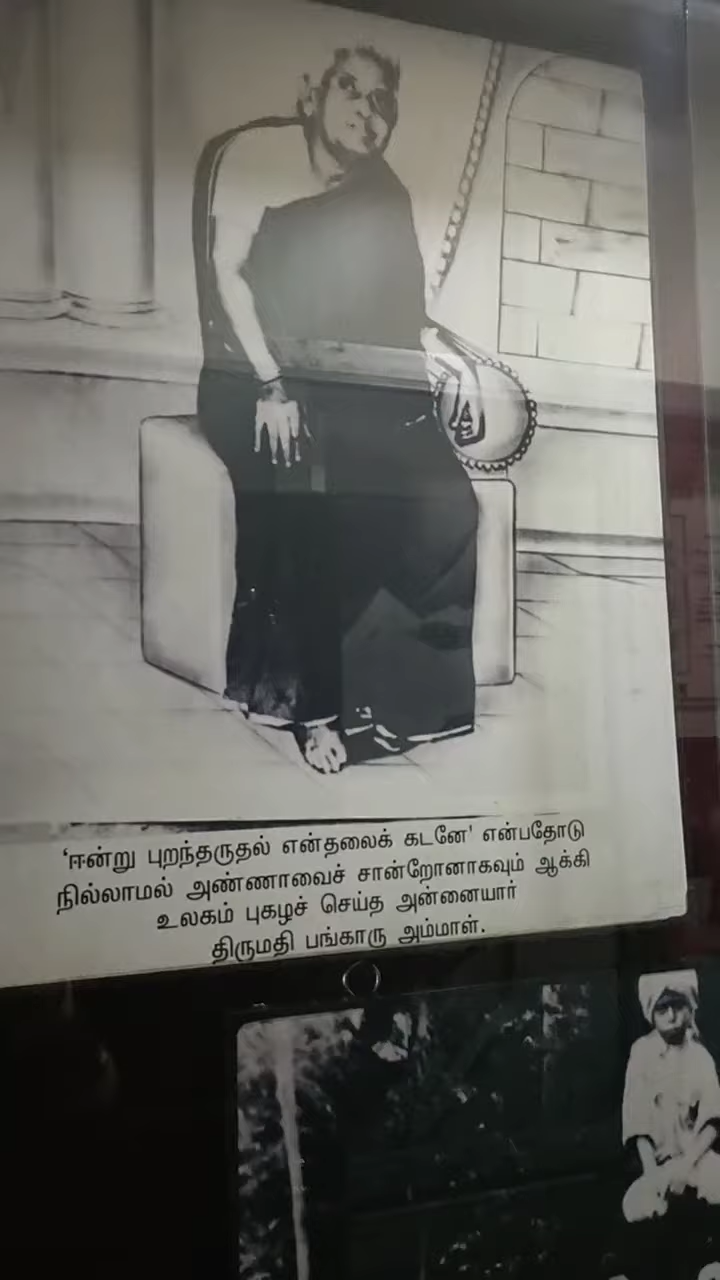 'ஈன்று புறந்தருதல் என்தலைக் கடனே' என்பதோடு
நில்லாமல் அண்ணாவைச் சான்றோனாகவும் ஆக்கி
உலகம் புகழச் செய்த அன்னையார்
திருமதி பங்காரு அம்மாள்.